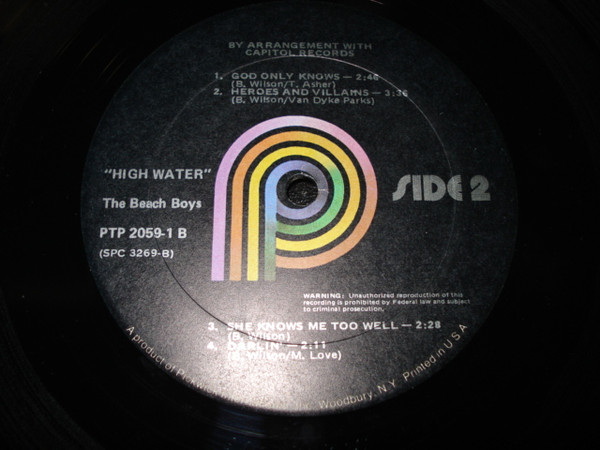 BY ARRANGEMENT WITH
CAPITOL RECORDS
1. GOD ONLY KNOWS — 2:46
(B. Wilson/T. Asher)
2. HEROES AND VILLAINS — 3:36
(B. Wilson/Van Dyke Parks)
"HIGH WATER"
SIDE 2
The Beach Boys
PTP 2059-1 B
(SPC 3269-B)
WARNING: Unauthorized reproduction of this
recording is prohibited by Federal law and subject
to criminal prosecution.
3. SHE KNOWS ME TOO WELL — 2:28
(B. Wilson)
4. DARLIN' — 2:11
(B. Wilson/M. Love)
A product of Woodbury, N.Y. Printed in U.S.A